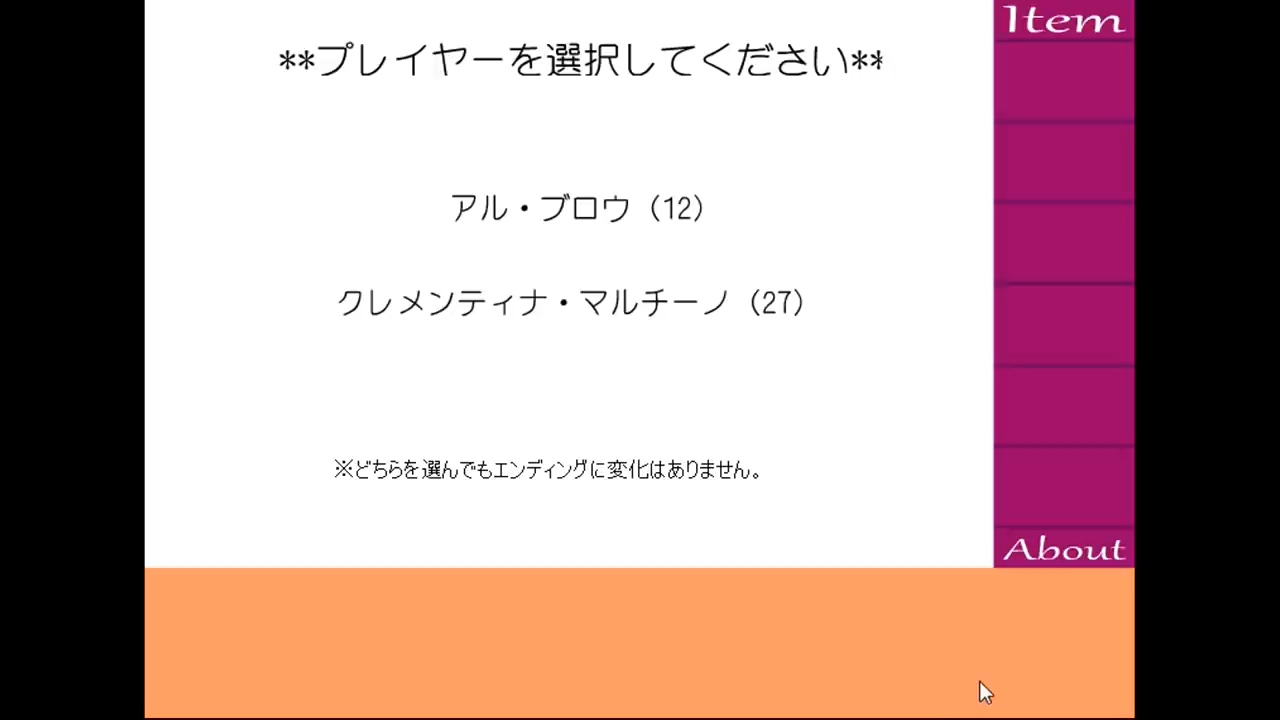 Item
**プレイヤーを選択してください**
アル・ブロウ（12）
クレメンティナ・マルチーノ（27）
※どちらを選んでもエンディングに変化はありません。
About